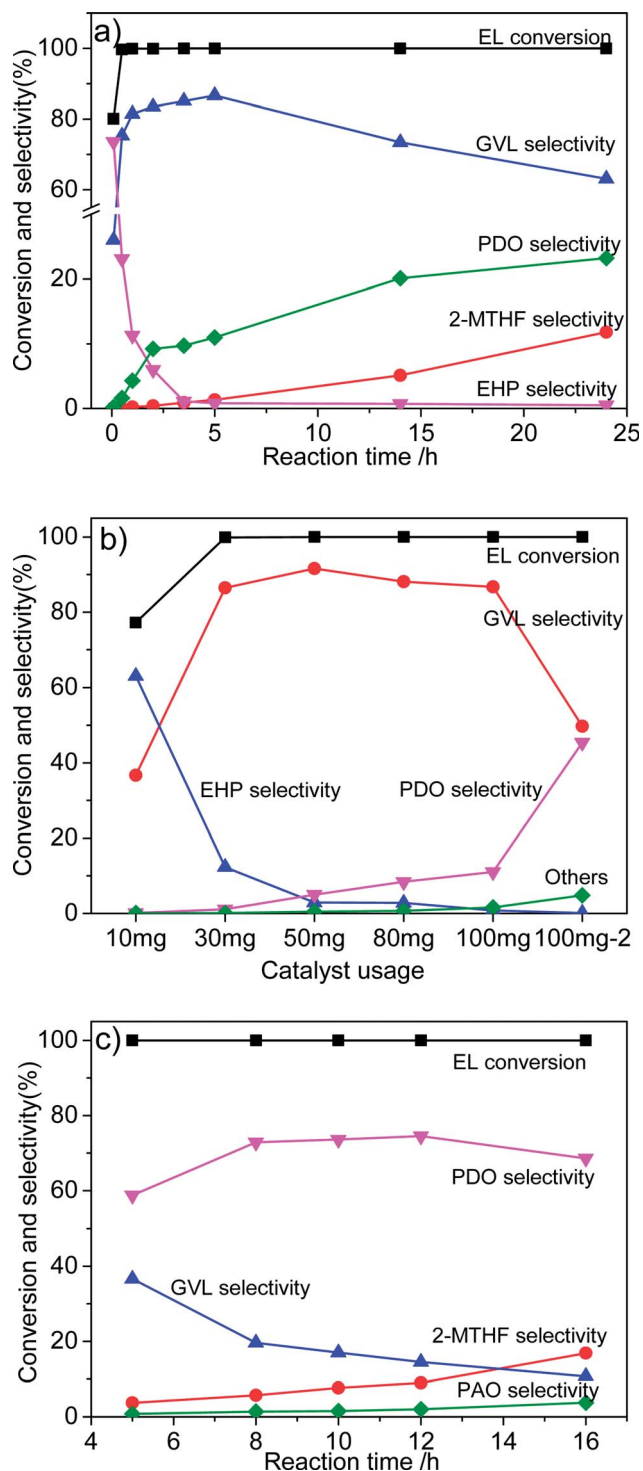 a)
EL conversion
GVL selectivity
PDO selectivity
2-MTHF selectivity
EHP selectivity
Conversion and selectivity(%)
100
80
60
20
0
0 5 10 15 20 25
Reaction time /h
b)
EL conversion
GVL selectivity
EHP selectivity PDO selectivity
Others
Conversion and selectivity(%)
100
80
60
40
20
0
10mg 30mg 50mg 80mg 100mg 100mg-2
Catalyst usage
c)
EL conversion
PDO selectivity
GVL selectivity
2-MTHF selectivity
PAO selectivity
Conversion and selectivity(%)
100
80
60
40
20
0
4 6 8 10 12 14 16
Reaction time /h